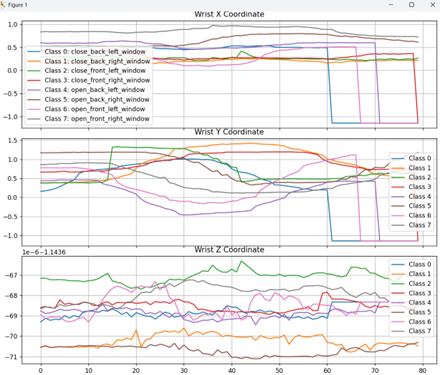 Figure 1
Wrist X Coordinate
1.0
0.5
0.0
−0.5
−1.0
Class 0: close_back_left_window
Class 1: close_back_right_window
Class 2: close_front_left_window
Class 3: close_front_right_window
Class 4: open_back_left_window
Class 5: open_back_right_window
Class 6: open_front_left_window
Class 7: open_front_right_window
Wrist Y Coordinate
1.5
1.0
0.5
0.0
−0.5
−1.0
Class 0
Class 1
Class 2
Class 3
Class 4
Class 5
Class 6
Class 7
1e−6−1.1436
Wrist Z Coordinate
−67
−68
−69
−70
−71
Class 0
Class 1
Class 2
Class 3
Class 4
Class 5
Class 6
Class 7
0 10 20 30 40 50 60 70 80